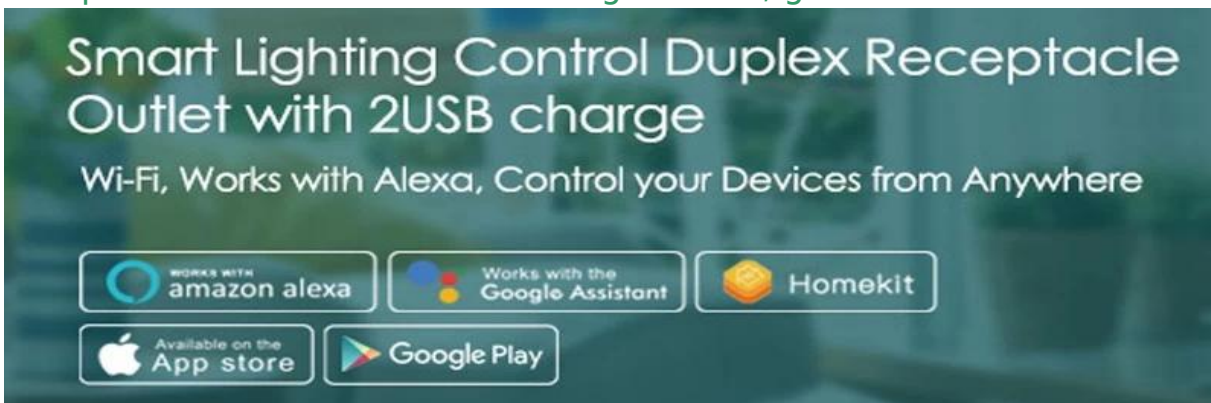 Smart Lighting Control Duplex Receptacle
Outlet with 2USB charge
Wi-Fi, Works with Alexa, Control your Devices from Anywhere
WORKS WITH
amazon alexa
Works with the
Google Assistant
Homekit
Available on the
App store
Google Play